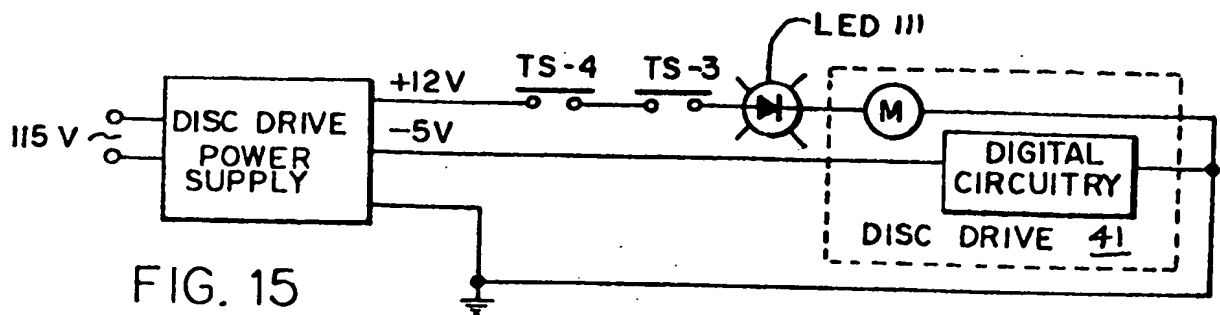 LED 111
TS-4 TS-3
+12V
115 V ~
DISC DRIVE
POWER
SUPPLY
-5V
M
DIGITAL
CIRCUITRY
DISC DRIVE 41
FIG. 15